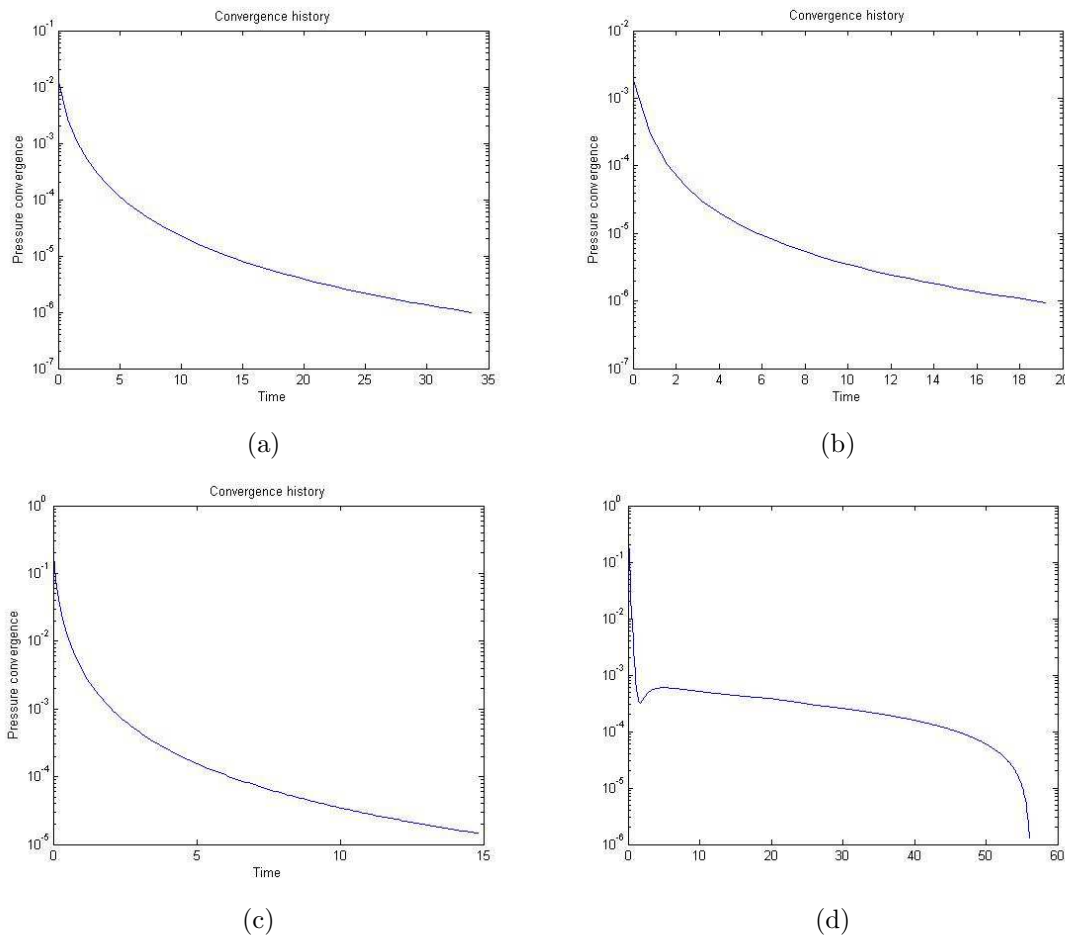 Convergence history
10^-1
10^-2
10^-3
10^-4
10^-5
10^-6
10^-7
Pressure convergence
0 5 10 15 20 25 30 35
Time
(a)
Convergence history
10^-2
10^-3
10^-4
10^-5
10^-6
10^-7
Pressure convergence
0 2 4 6 8 10 12 14 16 18 20
Time
(b)
Convergence history
10^0
10^-1
10^-2
10^-3
10^-4
10^-5
Pressure convergence
0 5 10 15
Time
(c)
10^0
10^-1
10^-2
10^-3
10^-4
10^-5
10^-6
0 10 20 30 40 50 60
(d)